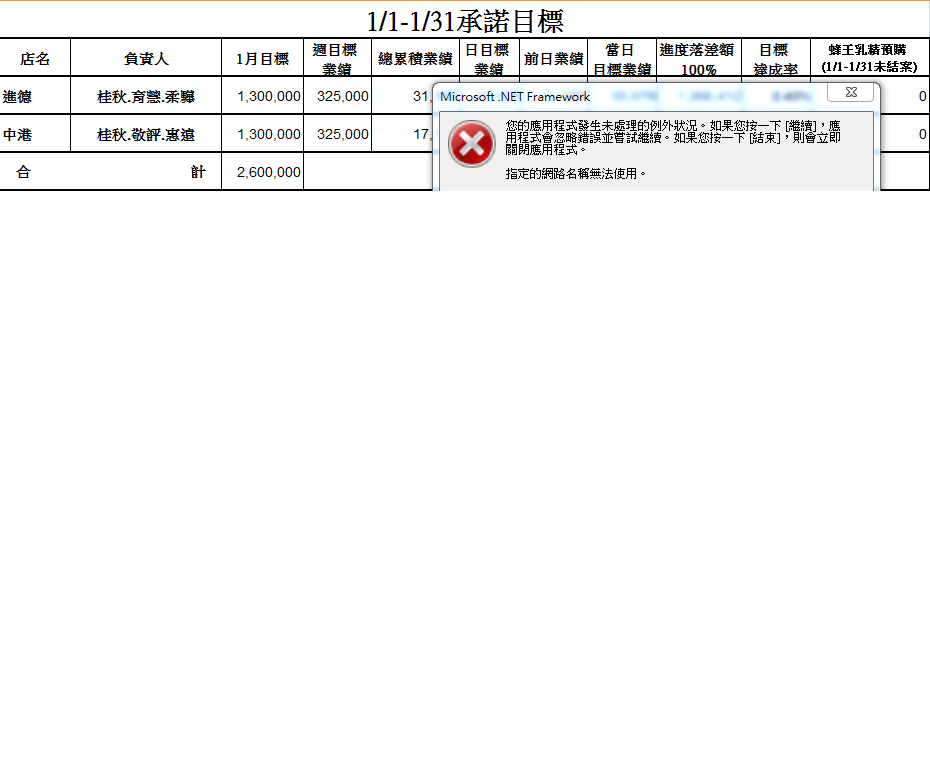 1/1-1/31承諾目標
店名 負責人 1月目標 週目標業績 總累積業績 日目標業績 前日業績 當日目標業績 進度落差額100% 目標達成率 蜂王乳精預購(1/1-1/31未結案)
進德 桂秋.育慧.柔驊 1,300,000 325,000 31, 0
中港 桂秋.敬評.惠遠 1,300,000 325,000 17, 0
合 計 2,600,000
Microsoft .NET Framework
您的應用程式發生未處理的例外狀況。如果您按一下 [繼續]，應
用程式會忽略錯誤並嘗試繼續。如果您按一下 [結束]，則會立即
關閉應用程式。
指定的網路名稱無法使用。